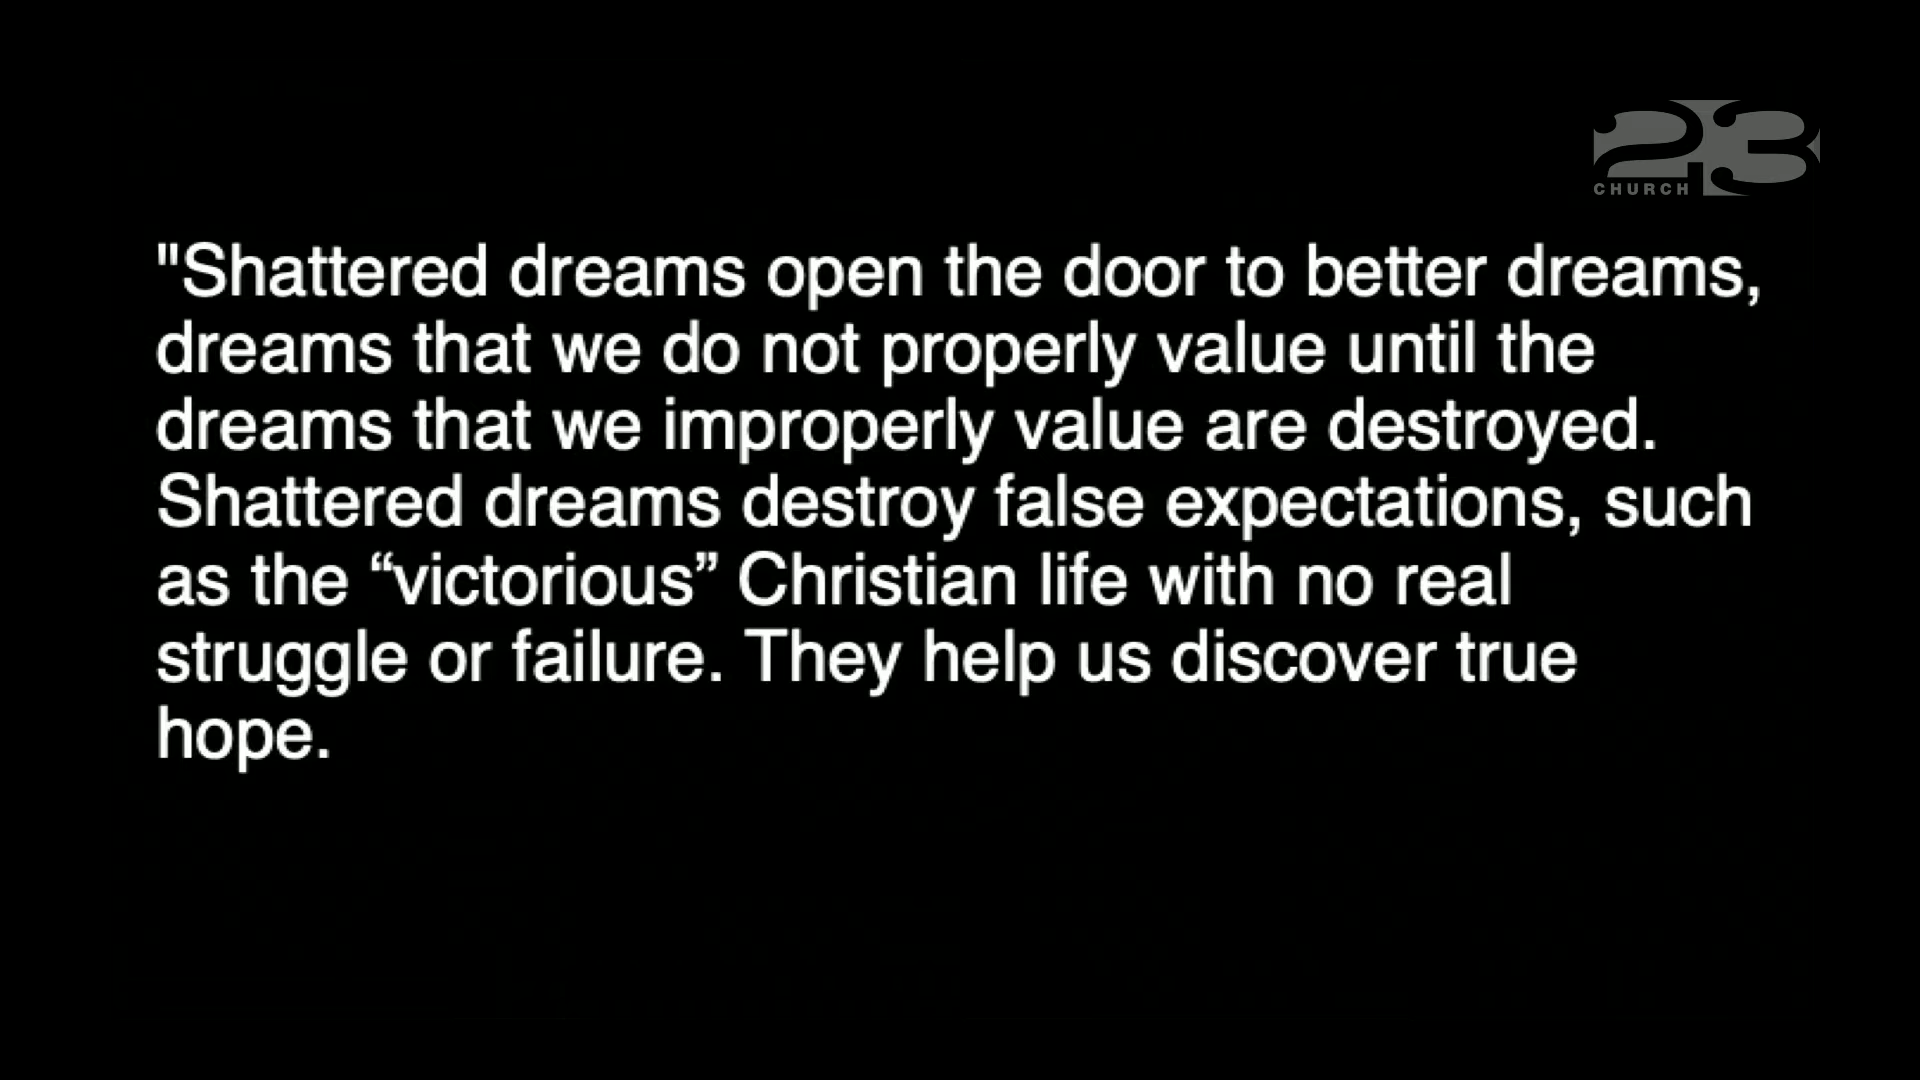 23
CHURCH
"Shattered dreams open the door to better dreams,
dreams that we do not properly value until the
dreams that we improperly value are destroyed.
Shattered dreams destroy false expectations, such
as the “victorious” Christian life with no real
struggle or failure. They help us discover true
hope.